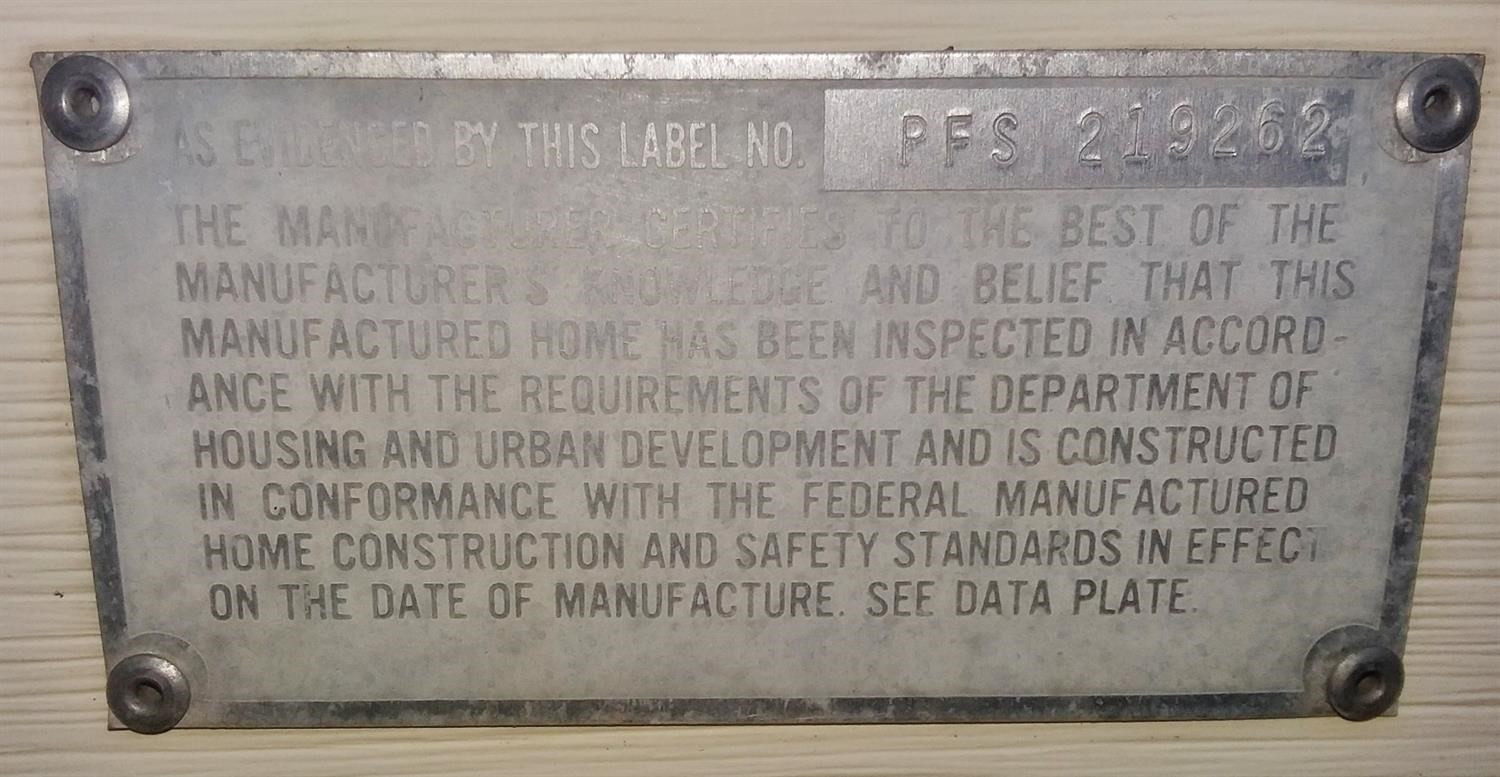 AS EVIDENCED BY THIS LABEL NO. PFS 219262
THE MANUFACTURER CERTIFIES TO THE BEST OF THE
MANUFACTURER'S KNOWLEDGE AND BELIEF THAT THIS
MANUFACTURED HOME HAS BEEN INSPECTED IN ACCORD-
ANCE WITH THE REQUIREMENTS OF THE DEPARTMENT OF
HOUSING AND URBAN DEVELOPMENT AND IS CONSTRUCTED
IN CONFORMANCE WITH THE FEDERAL MANUFACTURED
HOME CONSTRUCTION AND SAFETY STANDARDS IN EFFECT
ON THE DATE OF MANUFACTURE. SEE DATA PLATE.